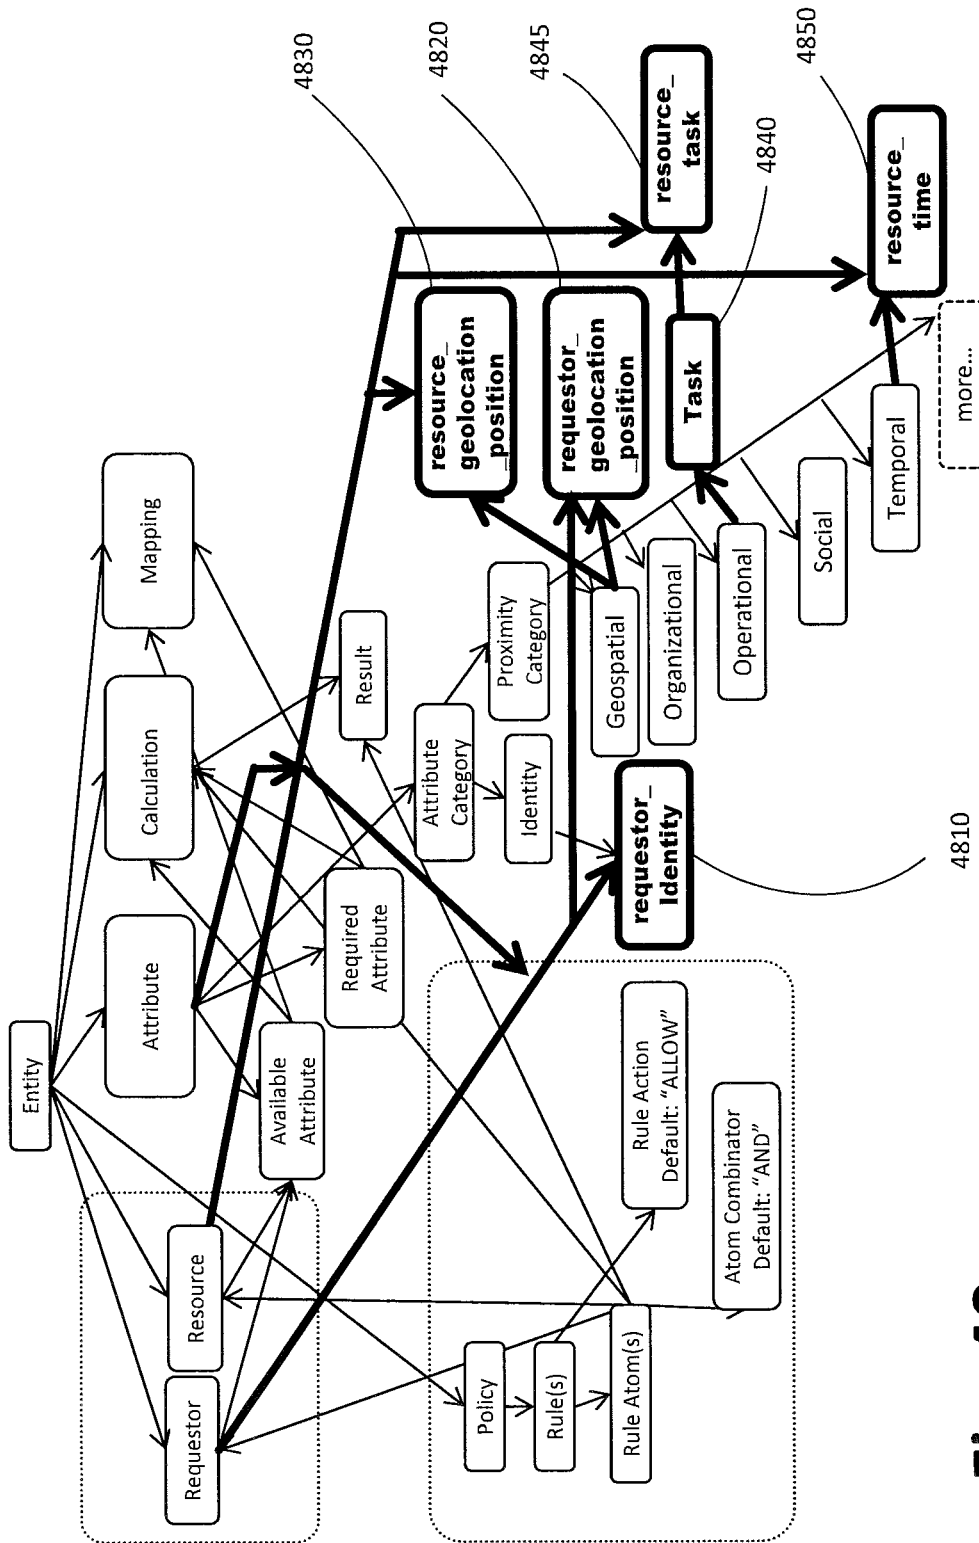 Entity
Requestor
Resource
Attribute
Calculation
Mapping
Available
Attribute
Required
Attribute
Result
Attribute
Category
Proximity
Category
Identity
Policy
Rule(s)
Rule Atom(s)
Rule Action
Default: “ALLOW”
Atom Combinator
Default: “AND”
requestor_
Identity
4810
Geospatial
Organizational
Operational
Social
Temporal
more...
resource_
geolocation
_position
4830
requestor_
geolocation
_position
4820
Task
4840
resource_
task
4845
resource_
time
4850